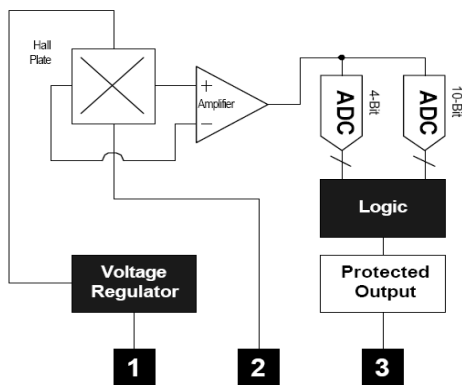 Hall
Plate
+
Amplifier
−
4-Bit
ADC
10-Bit
ADC
Logic
Voltage
Regulator
Protected
Output
1
2
3